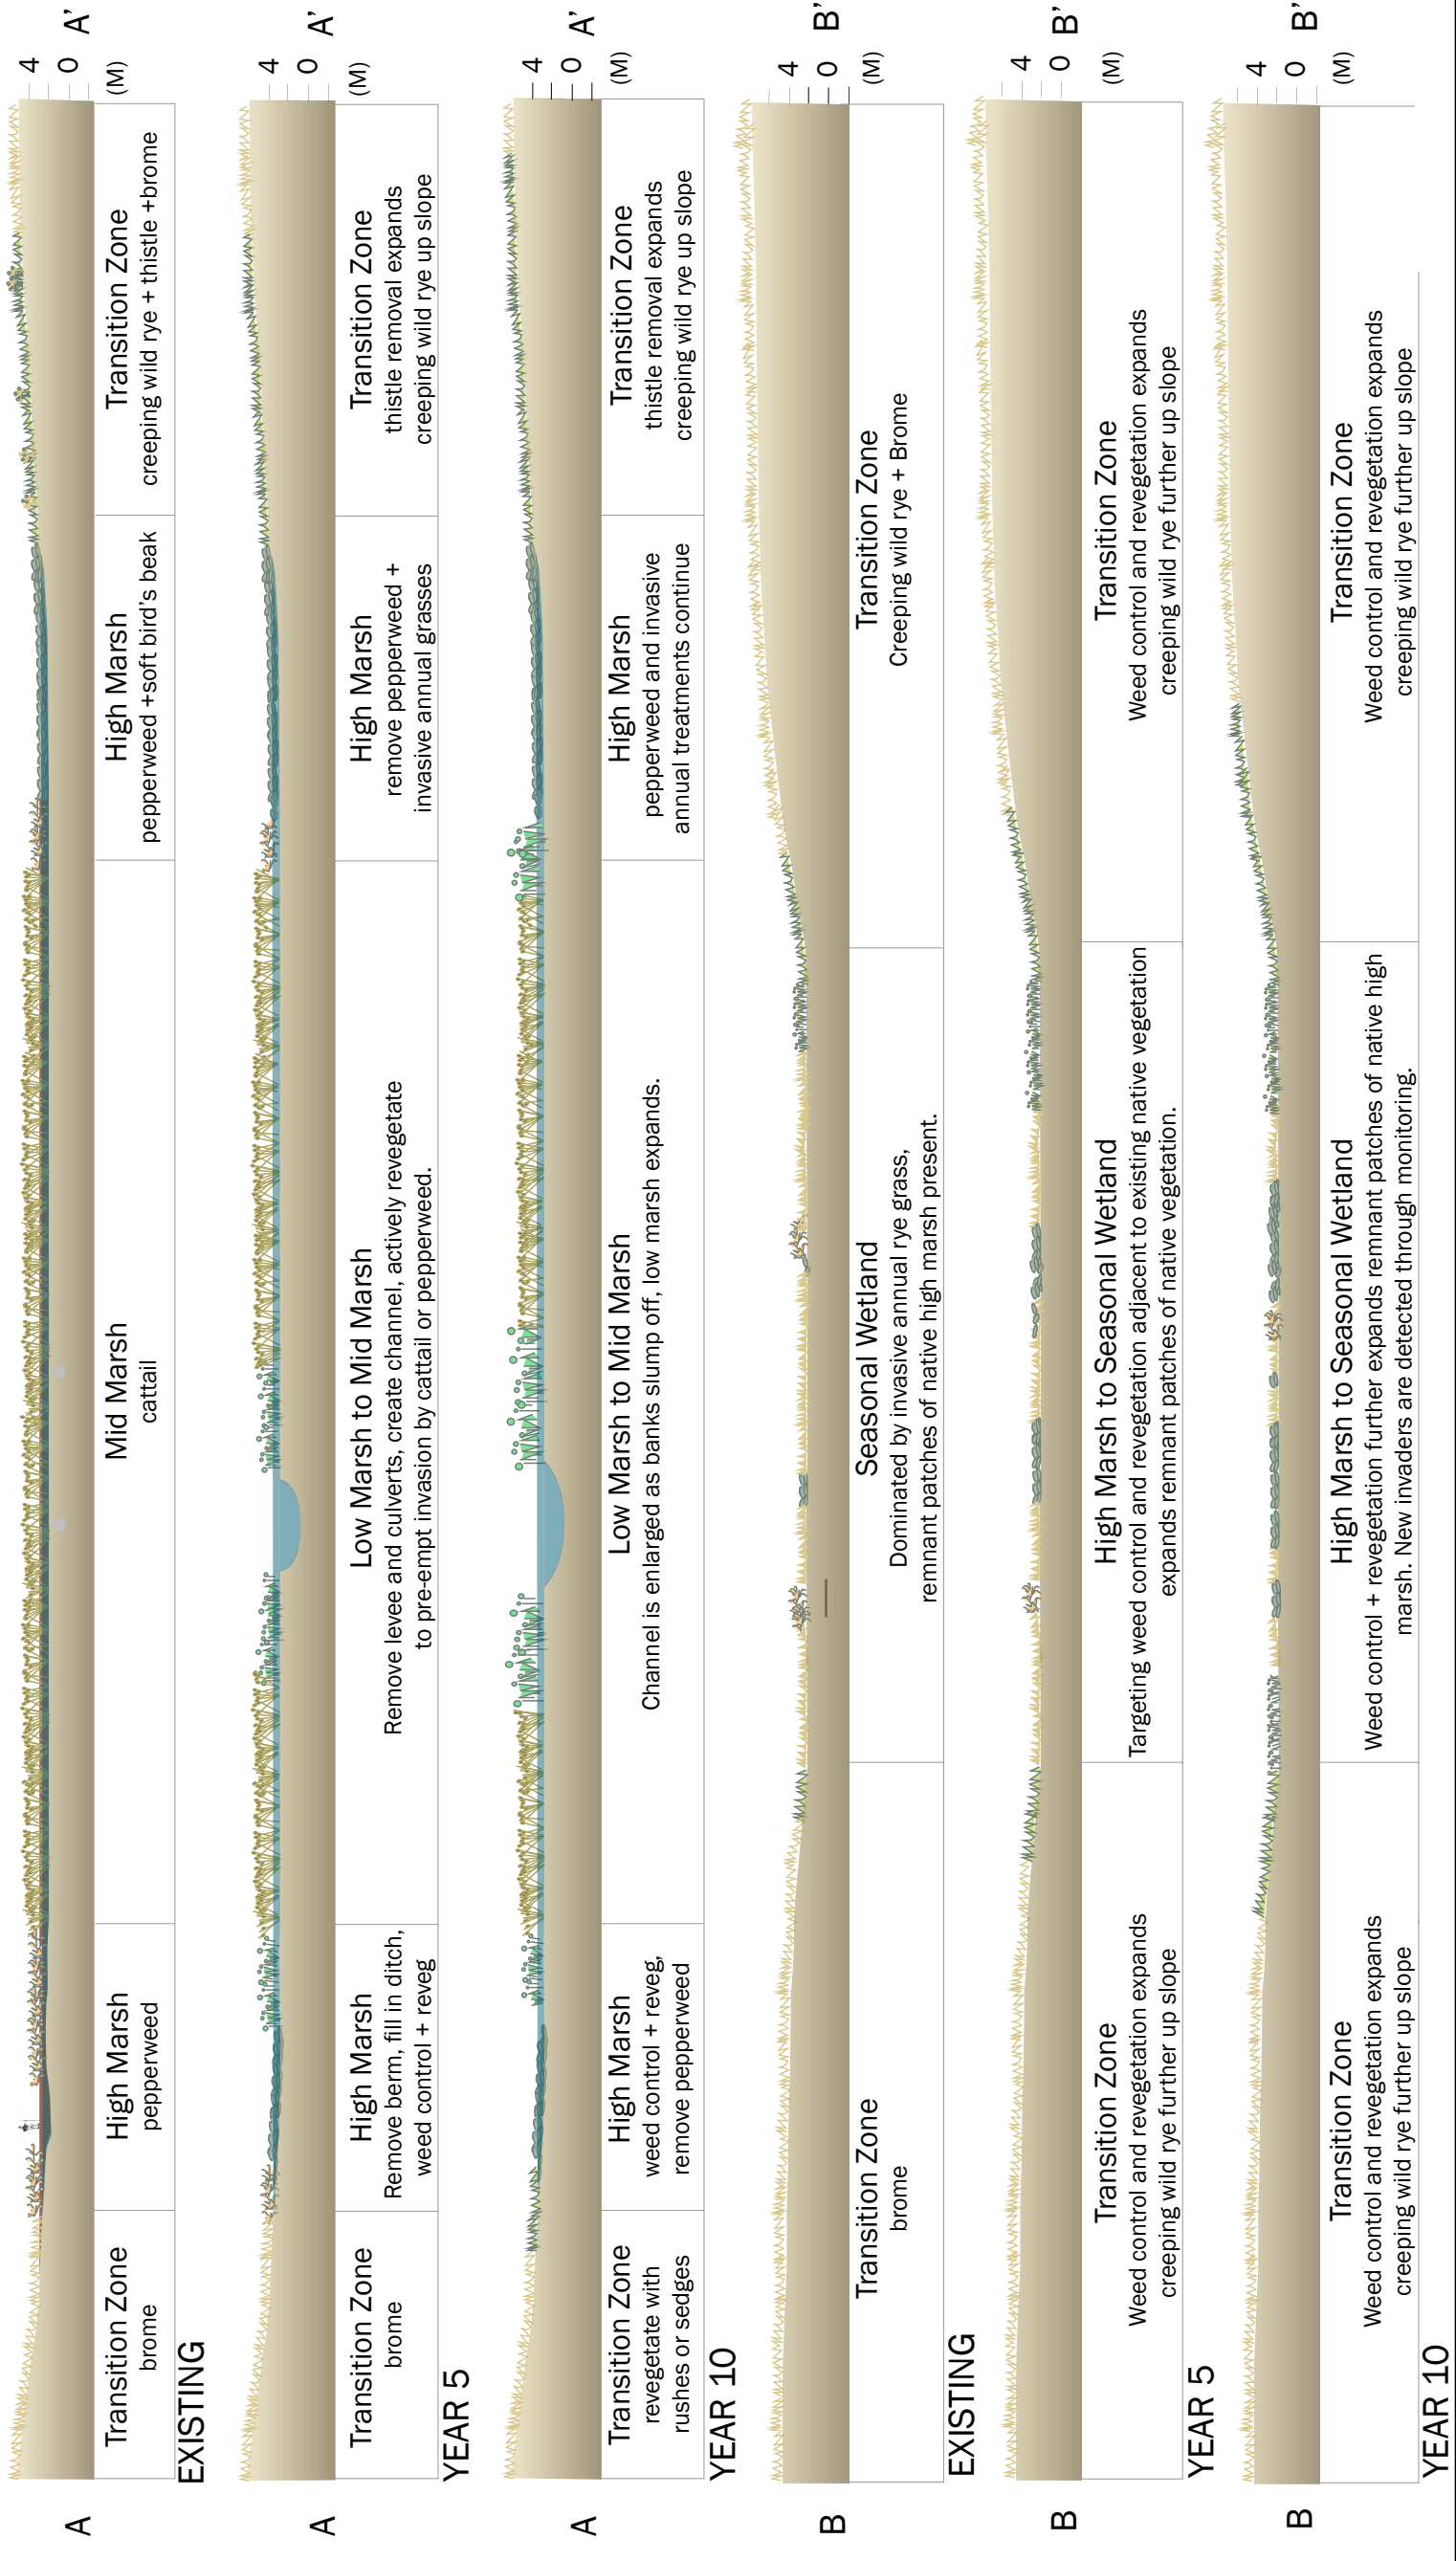 A
A'
4
0
(M)
Transition Zone
brome
High Marsh
pepperweed
Mid Marsh
cattail
High Marsh
pepperweed +soft bird's beak
Transition Zone
creeping wild rye + thistle +brome
EXISTING
A
A'
4
0
(M)
Transition Zone
brome
High Marsh
Remove berm, fill in ditch,
weed control + reveg
Low Marsh to Mid Marsh
Remove levee and culverts, create channel, actively revegetate
to pre-empt invasion by cattail or pepperweed.
High Marsh
remove pepperweed +
invasive annual grasses
Transition Zone
thistle removal expands
creeping wild rye up slope
YEAR 5
A
A'
4
0
(M)
Transition Zone
revegetate with
rushes or sedges
High Marsh
weed control + reveg,
remove pepperweed
Low Marsh to Mid Marsh
Channel is enlarged as banks slump off, low marsh expands.
High Marsh
pepperweed and invasive
annual treatments continue
Transition Zone
thistle removal expands
creeping wild rye up slope
YEAR 10
B
B'
4
0
(M)
Transition Zone
brome
Seasonal Wetland
Dominated by invasive annual rye grass,
remnant patches of native high marsh present.
Transition Zone
Creeping wild rye + Brome
EXISTING
B
B'
4
0
(M)
Transition Zone
Weed control and revegetation expands
creeping wild rye further up slope
High Marsh to Seasonal Wetland
Targeting weed control and revegetation adjacent to existing native vegetation
expands remnant patches of native vegetation.
Transition Zone
Weed control and revegetation expands
creeping wild rye further up slope
YEAR 5
B
B'
4
0
(M)
Transition Zone
Weed control and revegetation expands
creeping wild rye further up slope
High Marsh to Seasonal Wetland
Weed control + revegetation further expands remnant patches of native high
marsh. New invaders are detected through monitoring.
Transition Zone
Weed control and revegetation expands
creeping wild rye further up slope
YEAR 10